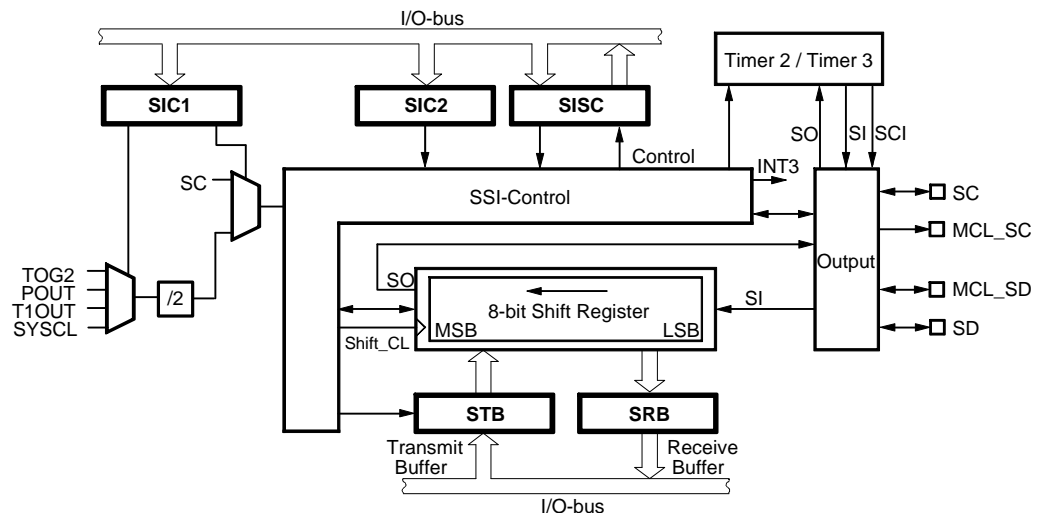 I/O-bus
Timer 2 / Timer 3
SIC1
SIC2
SISC
SO
SI
SCI
Control
INT3
SC
SSI-Control
SC
MCL_SC
Output
TOG2
POUT
T1OUT
SYSCL
/2
SO
8-bit Shift Register
MSB
LSB
SI
MCL_SD
SD
Shift_CL
STB
SRB
Transmit
Buffer
Receive
Buffer
I/O-bus